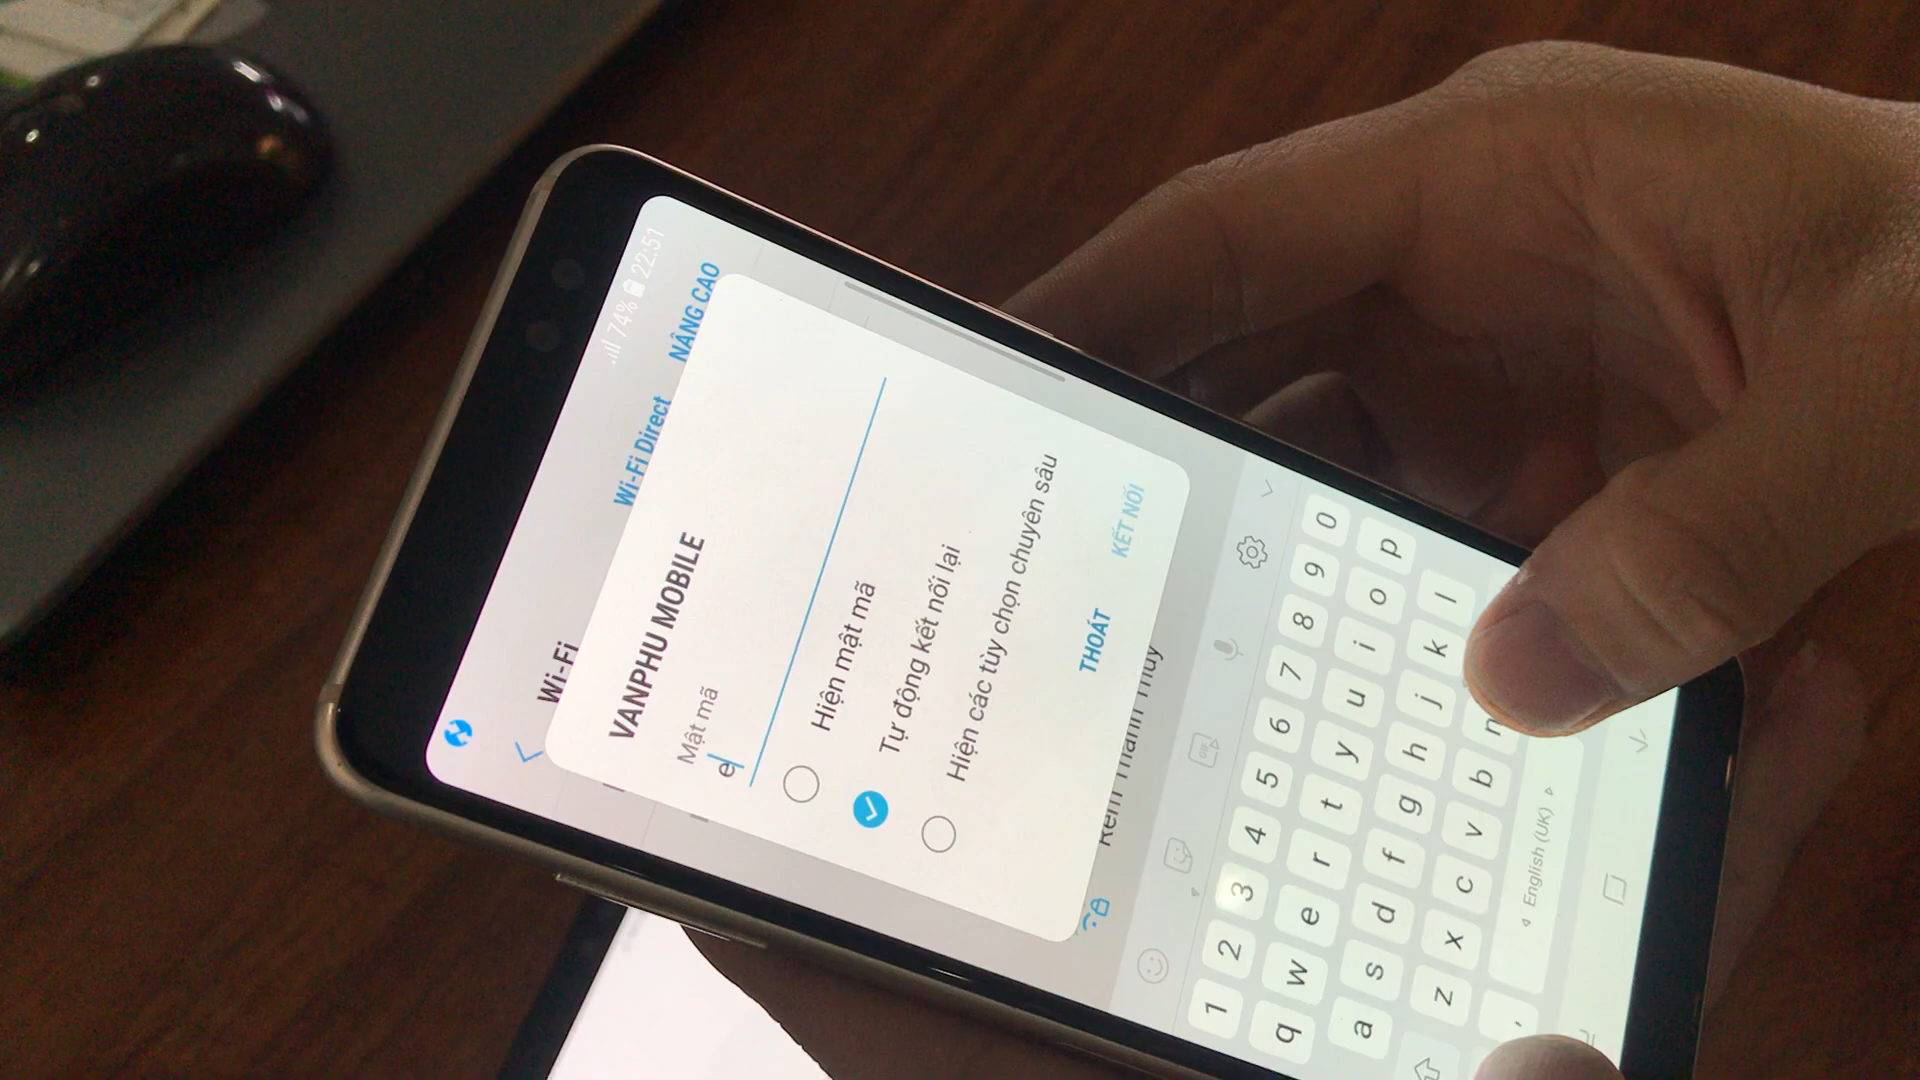 74% 22:51
Wi-Fi
Wi-Fi Direct
NÂNG CAO
VANPHU MOBILE
Mật mã
e
Hiện mật mã
Tự động kết nối lại
Hiện các tùy chọn chuyên sâu
THOÁT
KẾT NỐI
1 2 3 4 5 6 7 8 9 0
q w e r t y u i o p
a s d f g h j k l
z x c v b n
, English (UK)